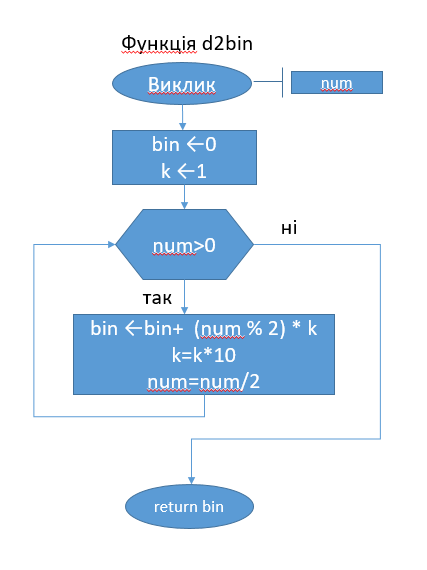 Функція d2bin
Виклик
num
bin ←0
k ←1
num>0
ні
так
bin ←bin+ (num % 2) * k
k=k*10
num=num/2
return bin